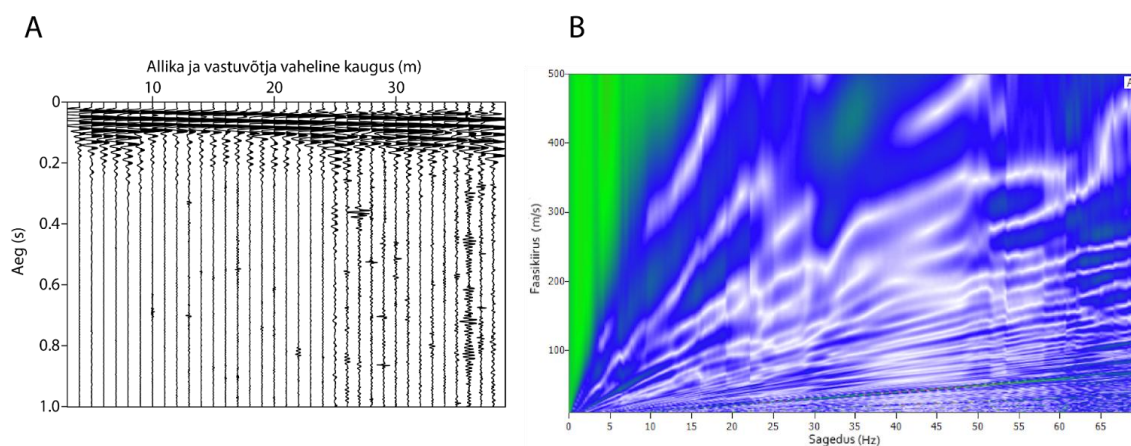 A
Allika ja vastuvõtja vaheline kaugus (m)
10 20 30
0
0.2
0.4
0.6
0.8
1.0
Aeg (s)
B
500
400
300
200
100
Faasikiirus (m/s)
0 5 10 15 20 25 30 35 40 45 50 55 60 65
Sagedus (Hz)
A